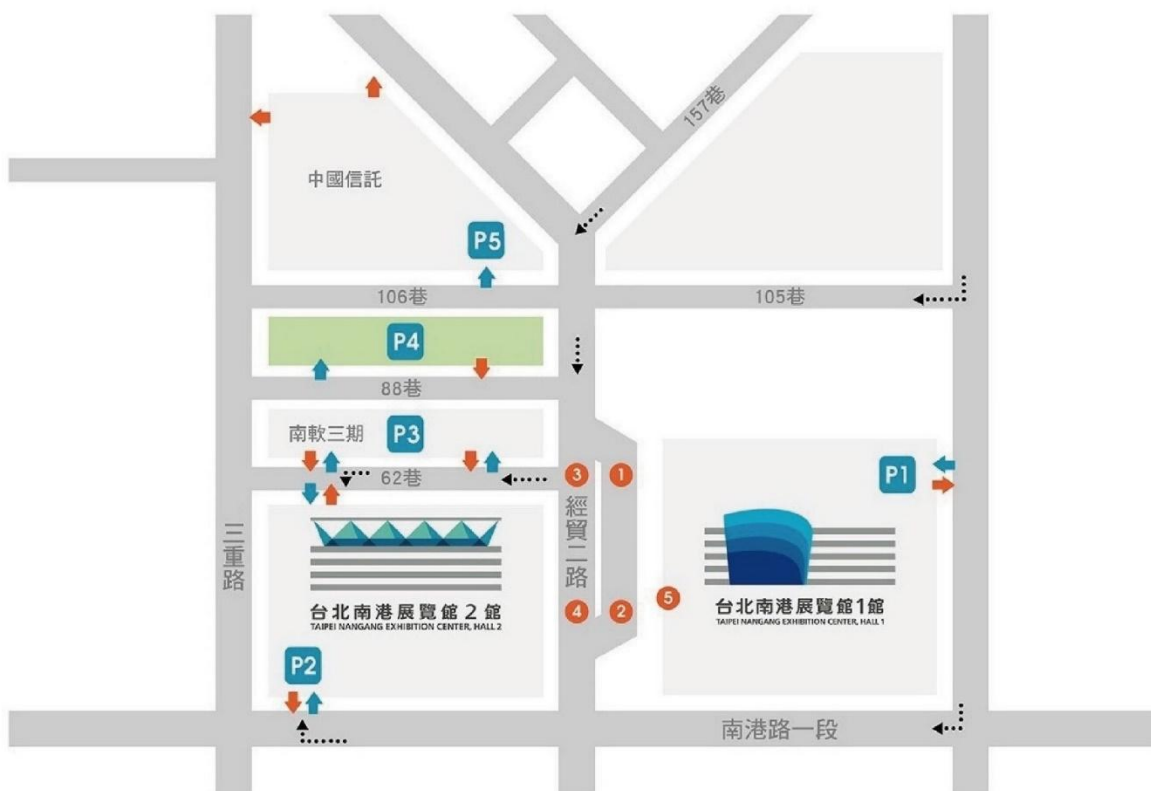 157巷
中國信託
P5
106巷
105巷
P4
88巷
南軟三期
P3
62巷
3
1
P1
經貿二路
三重路
台北南港展覽館2館
TAIPEI NANGANG EXHIBITION CENTER, HALL 2
4
2
5
台北南港展覽館1館
TAIPEI NANGANG EXHIBITION CENTER, HALL 1
P2
南港路一段